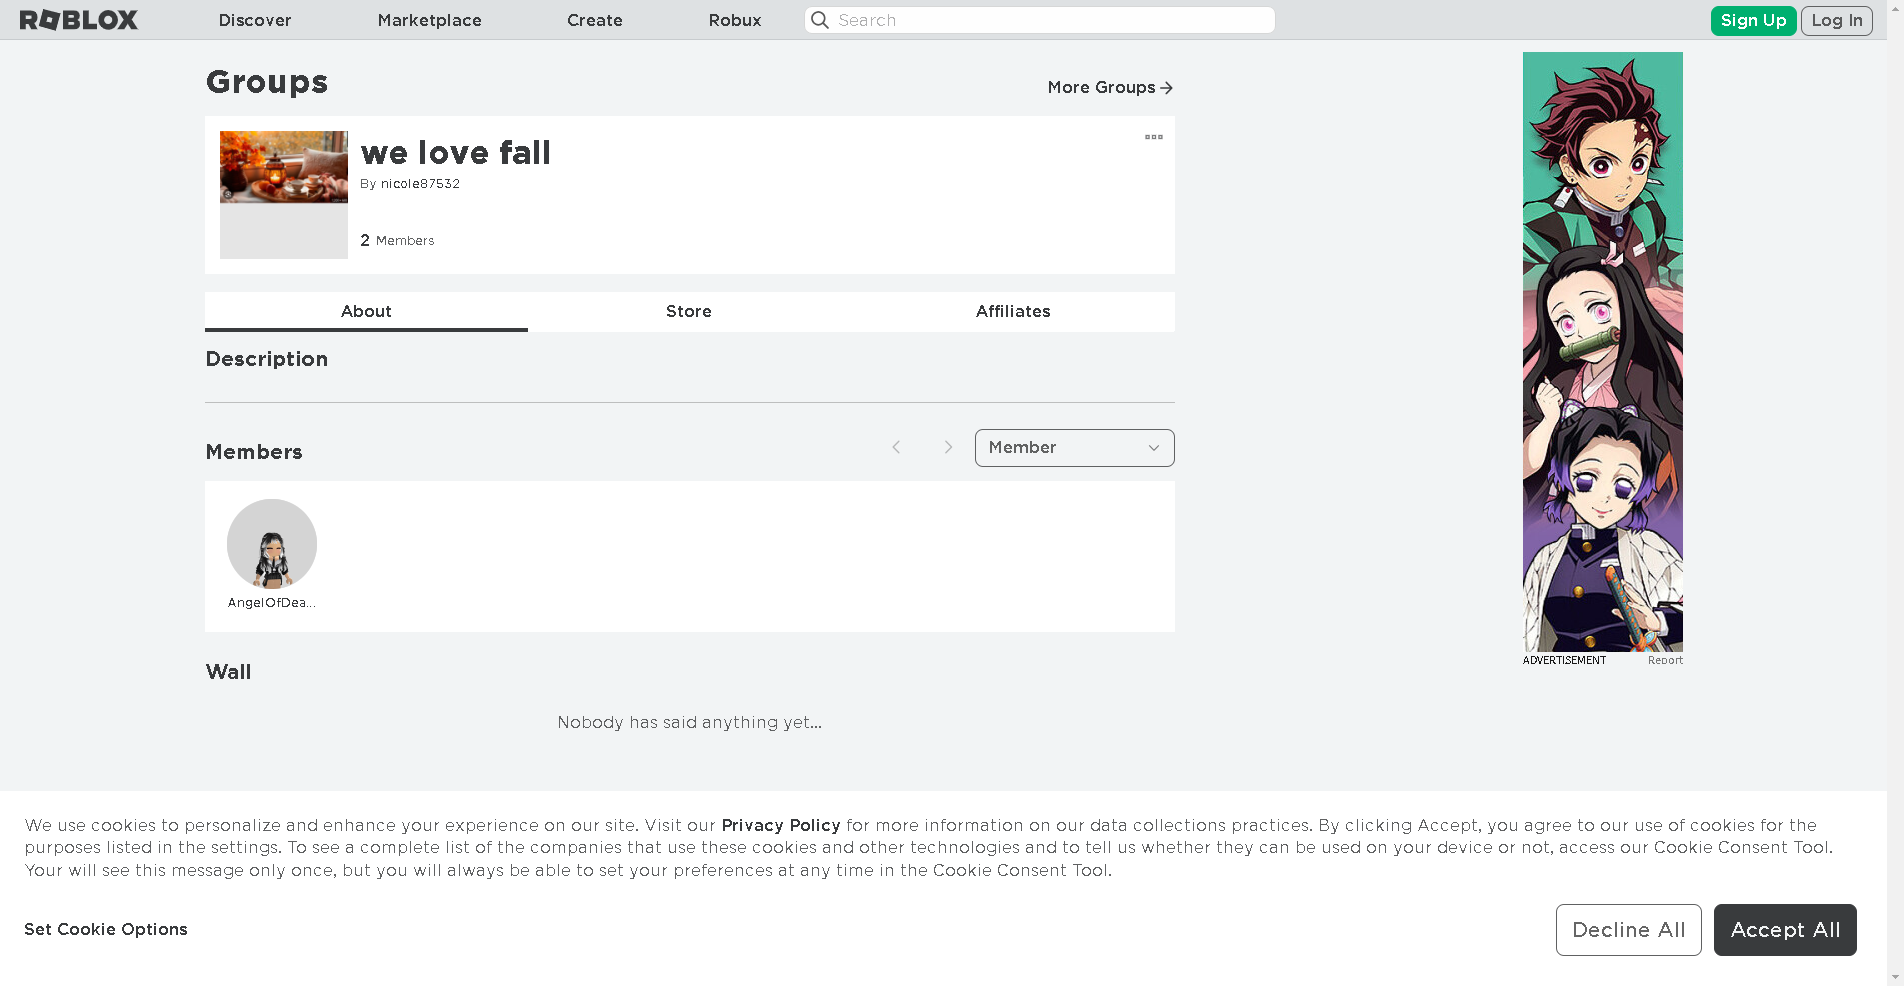 ROBLOX Discover Marketplace Create Robux Search Sign Up Log In
Groups
More Groups
we love fall
By nicole87532
2 Members
About Store Affiliates
Description
Members
Member
AngelOfDea...
Wall
Nobody has said anything yet...
ADVERTISEMENT Report
We use cookies to personalize and enhance your experience on our site. Visit our Privacy Policy for more information on our data collections practices. By clicking Accept, you agree to our use of cookies for the
purposes listed in the settings. To see a complete list of the companies that use these cookies and other technologies and to tell us whether they can be used on your device or not, access our Cookie Consent Tool.
Your will see this message only once, but you will always be able to set your preferences at any time in the Cookie Consent Tool.
Set Cookie Options
Decline All
Accept All